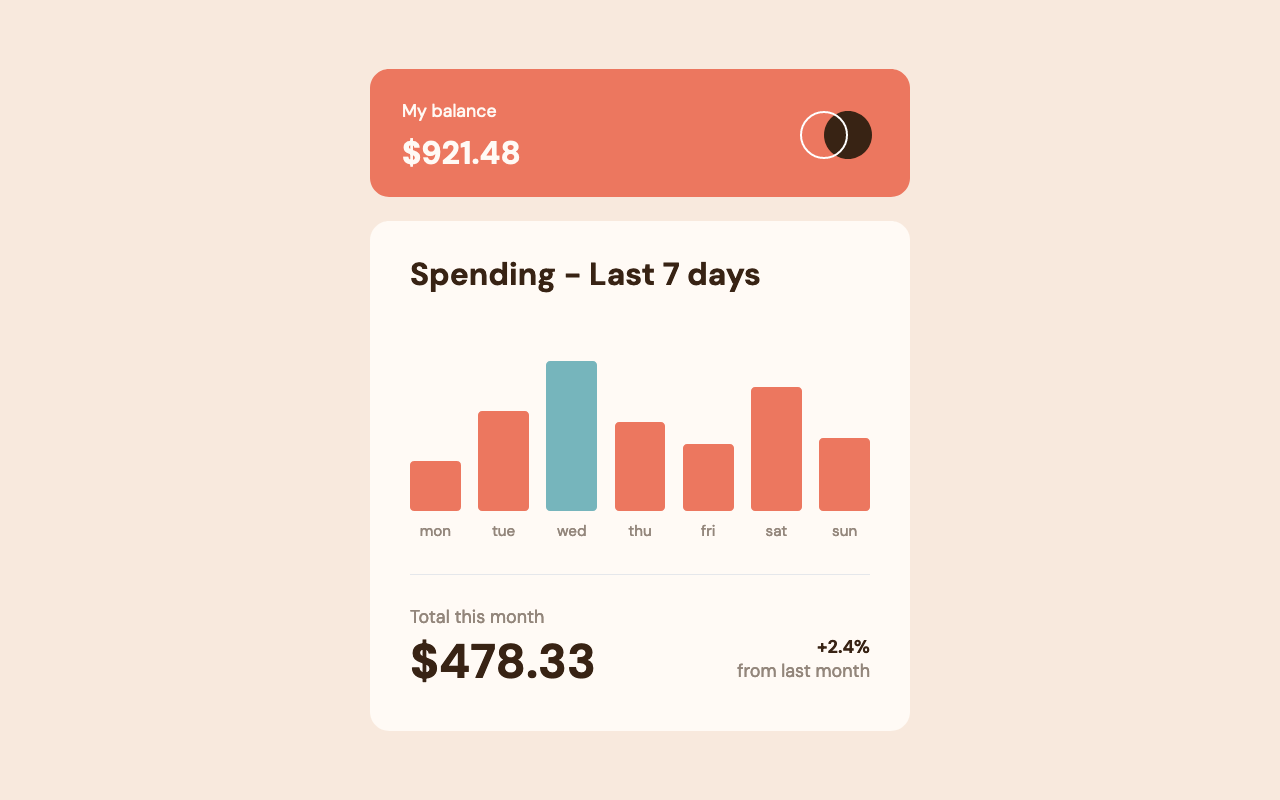 My balance
$921.48
Spending - Last 7 days
mon tue wed thu fri sat sun
Total this month
$478.33
+2.4%
from last month